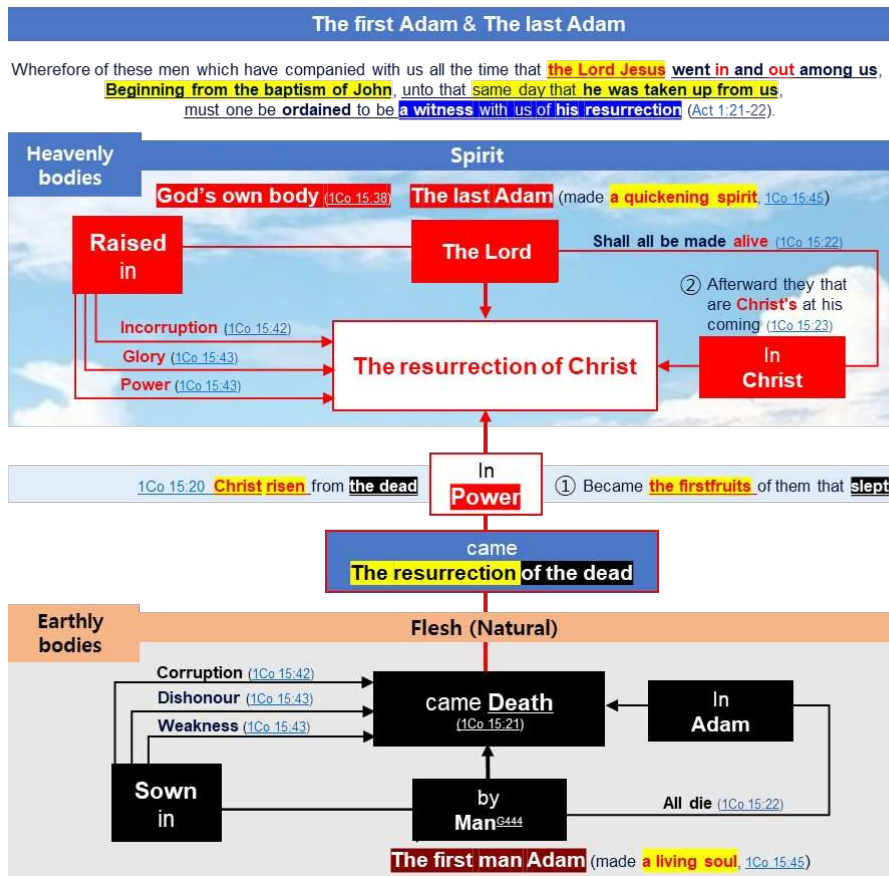 The first Adam & The last Adam
Wherefore of these men which have companied with us all the time that the Lord Jesus went in and out among us,
Beginning from the baptism of John, unto that same day that he was taken up from us,
must one be ordained to be a witness with us of his resurrection (Act 1:21-22).
Heavenly
bodies
Spirit
God's own body (1Co 15:38) The last Adam (made a quickening spirit, 1Co 15:45)
Raised
in
The Lord
Shall all be made alive (1Co 15:22)
② Afterward they that
are Christ's at his
coming (1Co 15:23)
Incorruption (1Co 15:42)
Glory (1Co 15:43)
Power (1Co 15:43)
The resurrection of Christ
In
Christ
1Co 15:20 Christ risen from the dead
In
Power
① Became the firstfruits of them that slept
came
The resurrection of the dead
Earthly
bodies
Flesh (Natural)
Corruption (1Co 15:42)
Dishonour (1Co 15:43)
Weakness (1Co 15:43)
came Death
(1Co 15:21)
In
Adam
Sown
in
by
Man G444
All die (1Co 15:22)
The first man Adam (made a living soul, 1Co 15:45)